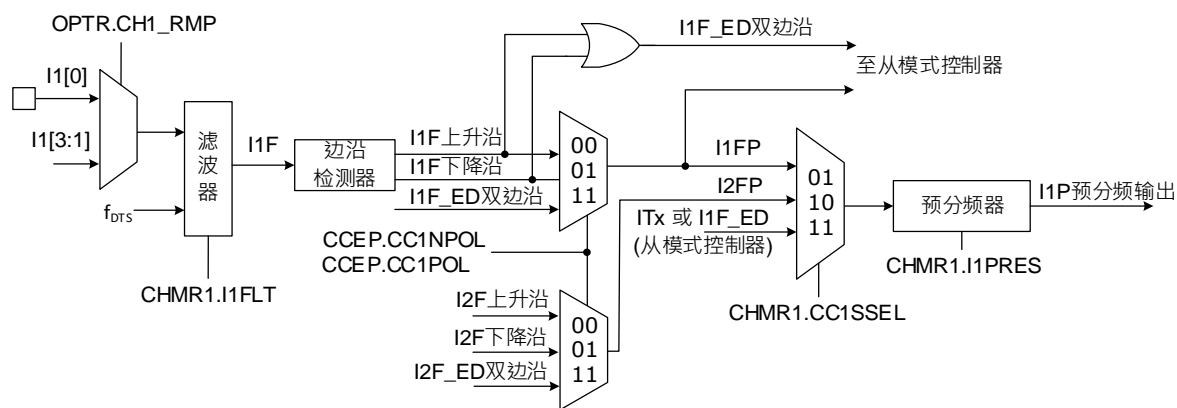 OPTR.CH1_RMP
I1[0]
I1[3:1]
fDTS
滤波器
CHMR1.I1FLT
I1F
边沿
检测器
I1F上升沿
I1F下降沿
I1F_ED双边沿
00
01
11
I1F_ED双边沿
至从模式控制器
CCEP.CC1NPOL
CCEP.CC1POL
I2F上升沿
I2F下降沿
I2F_ED双边沿
00
01
11
I1FP
I2FP
ITx 或 I1F_ED
(从模式控制器)
01
10
11
CHMR1.CC1SSEL
预分频器
CHMR1.I1PRES
I1P预分频输出